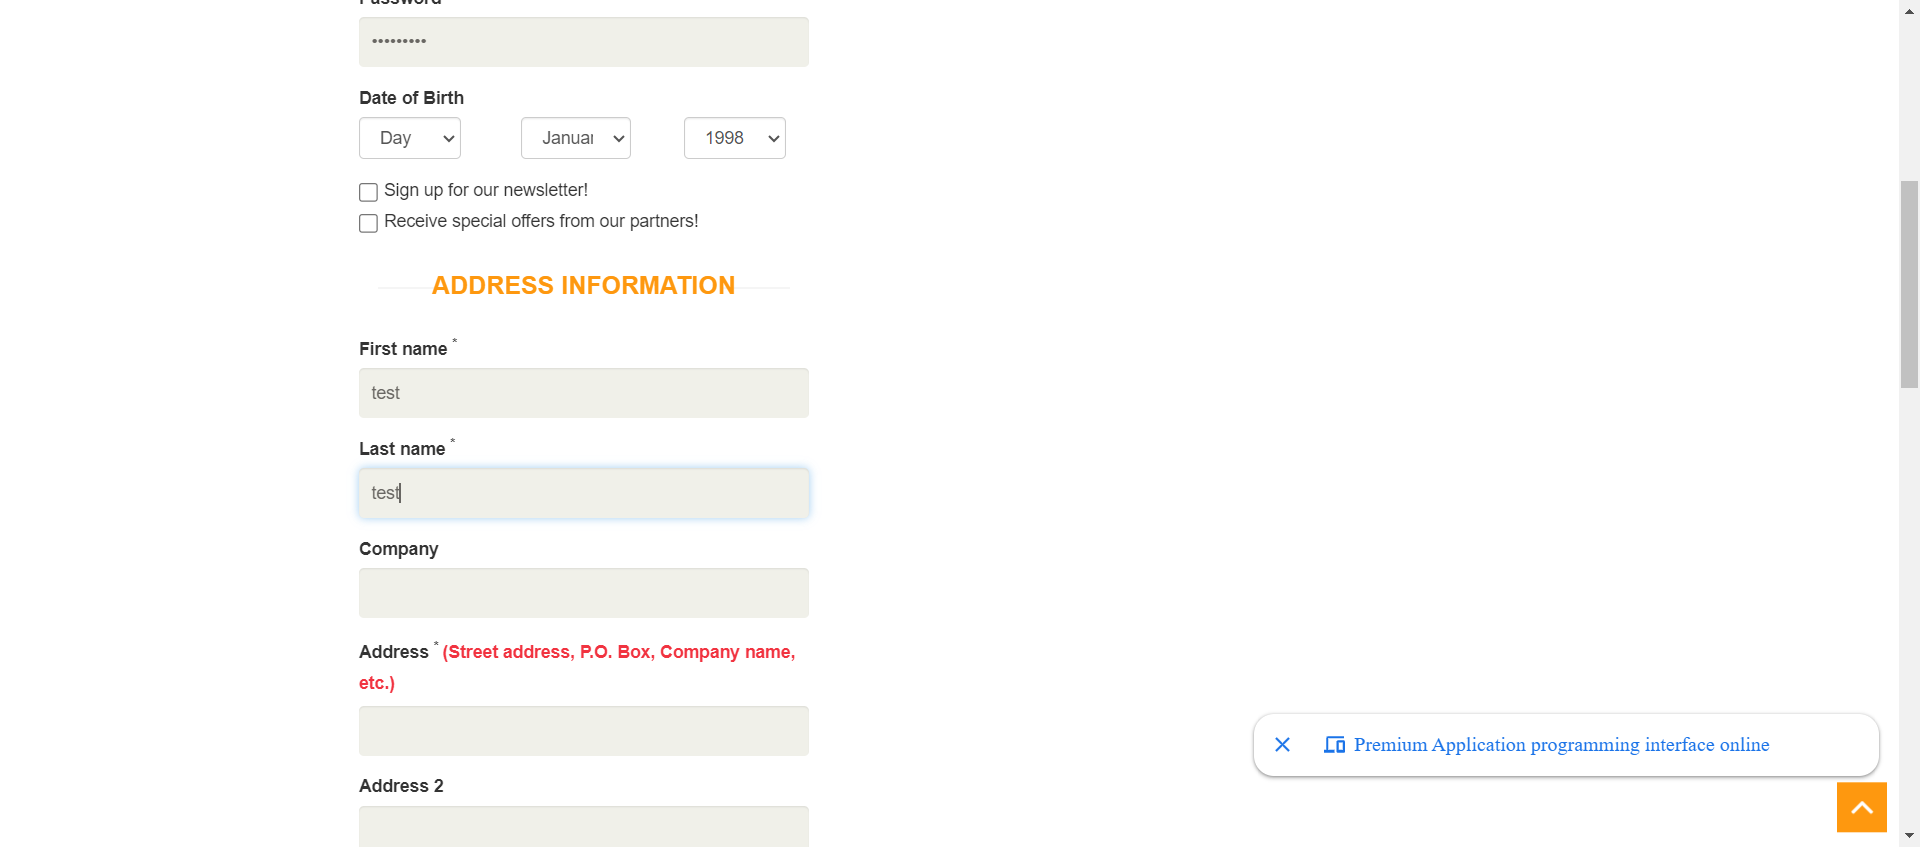 Password
•••••••••
Date of Birth
Day Januar 1998
Sign up for our newsletter!
Receive special offers from our partners!
ADDRESS INFORMATION
First name *
test
Last name *
test
Company
Address * (Street address, P.O. Box, Company name,
etc.)
Address 2
Premium Application programming interface online